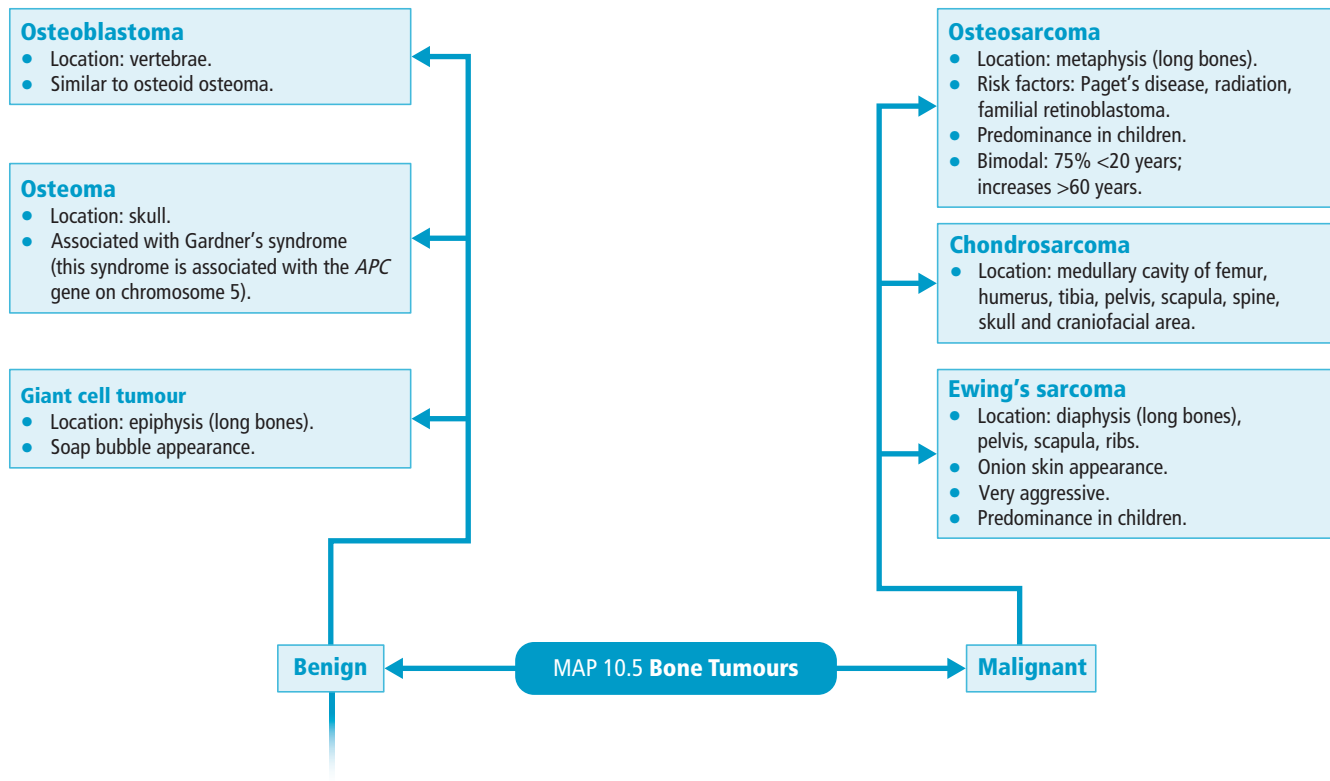 Osteoblastoma
● Location: vertebrae.
● Similar to osteoid osteoma.
Osteoma
● Location: skull.
● Associated with Gardner’s syndrome
(this syndrome is associated with the APC
gene on chromosome 5).
Giant cell tumour
● Location: epiphysis (long bones).
● Soap bubble appearance.
Benign
MAP 10.5 Bone Tumours
Malignant
Osteosarcoma
● Location: metaphysis (long bones).
● Risk factors: Paget’s disease, radiation,
familial retinoblastoma.
● Predominance in children.
● Bimodal: 75% <20 years;
increases >60 years.
Chondrosarcoma
● Location: medullary cavity of femur,
humerus, tibia, pelvis, scapula, spine,
skull and craniofacial area.
Ewing’s sarcoma
● Location: diaphysis (long bones),
pelvis, scapula, ribs.
● Onion skin appearance.
● Very aggressive.
● Predominance in children.